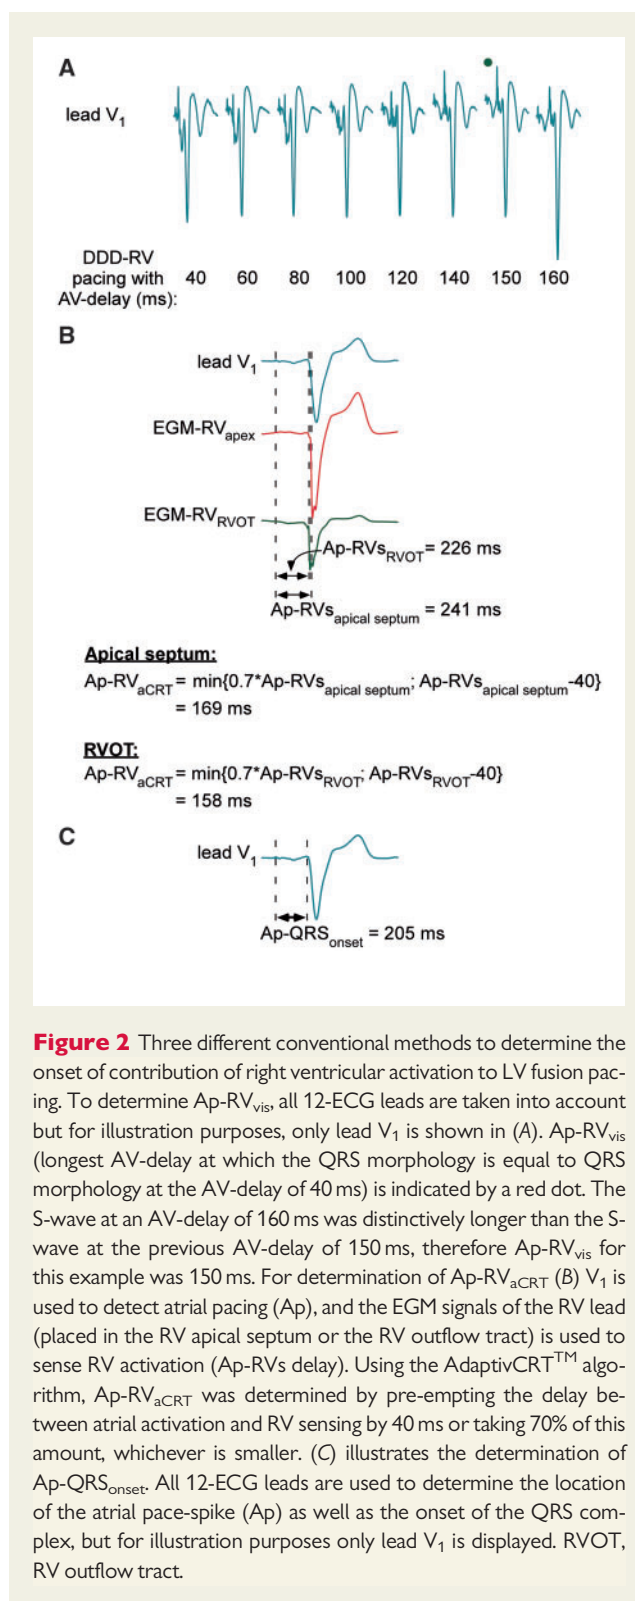 A
lead V1
DDD-RV
pacing with
AV-delay (ms):
40 60 80 100 120 140 150 160
B
lead V1
EGM-RVapex
EGM-RVRVOT
Ap-RVsRVOT= 226 ms
Ap-RVsapical septum = 241 ms
Apical septum:
Ap-RVaCRT = min{0.7*Ap-RVsapical septum; Ap-RVsapical septum-40}
= 169 ms
RVOT:
Ap-RVaCRT = min{0.7*Ap-RVsRVOT; Ap-RVsRVOT-40}
= 158 ms
C
lead V1
Ap-QRSonset = 205 ms
Figure 2 Three different conventional methods to determine the
onset of contribution of right ventricular activation to LV fusion pac-
ing. To determine Ap-RVvis, all 12-ECG leads are taken into account
but for illustration purposes, only lead V1 is shown in (A). Ap-RVvis
(longest AV-delay at which the QRS morphology is equal to QRS
morphology at the AV-delay of 40 ms) is indicated by a red dot. The
S-wave at an AV-delay of 160 ms was distinctively longer than the S-
wave at the previous AV-delay of 150 ms, therefore Ap-RVvis for
this example was 150 ms. For determination of Ap-RVaCRT (B) V1 is
used to detect atrial pacing (Ap), and the EGM signals of the RV lead
(placed in the RV apical septum or the RV outflow tract) is used to
sense RV activation (Ap-RVs delay). Using the AdaptivCRT™ algo-
rithm, Ap-RVaCRT was determined by pre-empting the delay be-
tween atrial activation and RV sensing by 40 ms or taking 70% of this
amount, whichever is smaller. (C) illustrates the determination of
Ap-QRSonset. All 12-ECG leads are used to determine the location
of the atrial pace-spike (Ap) as well as the onset of the QRS com-
plex, but for illustration purposes only lead V1 is displayed. RVOT,
RV outflow tract.